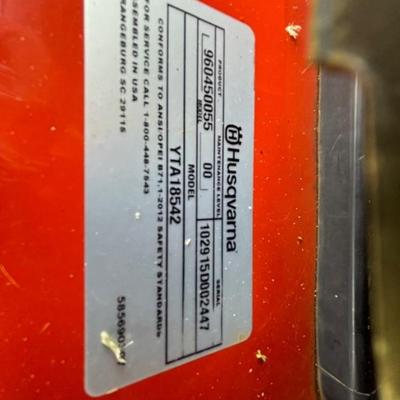 Husqvarna
PRODUCT MAINTENANCE LEVEL SERIAL
960450055 00 102915D002447
MODEL MODEL
YTA18542
CONFORMS TO ANSI-OPEI B71.1-2012 SAFETY STANDARDS
FOR SERVICE CALL 1-800-448-7543
ASSEMBLED IN USA
ORANGEBURG SC 29115